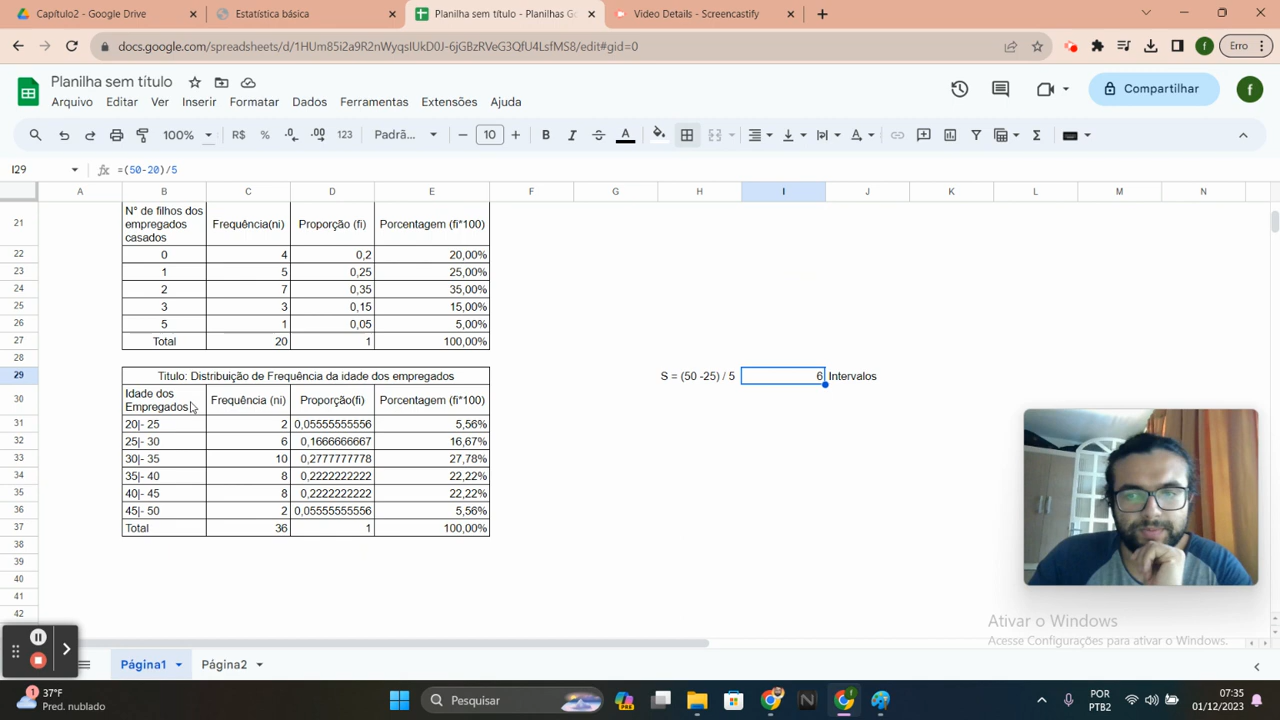 Capítulo2 - Google Drive
Estatística básica
Planilha sem título - Planilhas Go
Video Details - Screencastify
docs.google.com/spreadsheets/d/1HUm85i2a9R2nWyqsIUkD0J-6jGBzRVeG3QfU4LsfMS8/edit#gid=0
f
Erro
Planilha sem título
Arquivo Editar Ver Inserir Formatar Dados Ferramentas Extensões Ajuda
Compartilhar
f
100% R$ % .0 .00 123 Padrã... 10 B I S A
I29 fx =(50-20)/5
A B C D E F G H I J K L M N
21 N° de filhos dos empregados casados Frequência(ni) Proporção (fi) Porcentagem (fi*100)
22 0 4 0,2 20,00%
23 1 5 0,25 25,00%
24 2 7 0,35 35,00%
25 3 3 0,15 15,00%
26 5 1 0,05 5,00%
27 Total 20 1 100,00%
28
29 Titulo: Distribuição de Frequência da idade dos empregados S = (50 -25) / 5 6 Intervalos
30 Idade dos Empregados Frequência (ni) Proporção(fi) Porcentagem (fi*100)
31 20|- 25 2 0,05555555556 5,56%
32 25|- 30 6 0,1666666667 16,67%
33 30|- 35 10 0,2777777778 27,78%
34 35|- 40 8 0,2222222222 22,22%
35 40|- 45 8 0,2222222222 22,22%
36 45|- 50 2 0,05555555556 5,56%
37 Total 36 1 100,00%
38
39
40
41
42
Ativar o Windows
Acesse Configurações para ativar o Windows.
Página1 Página2
1 37°F
Pred. nublado
Pesquisar
POR
PTB2
07:35
01/12/2023